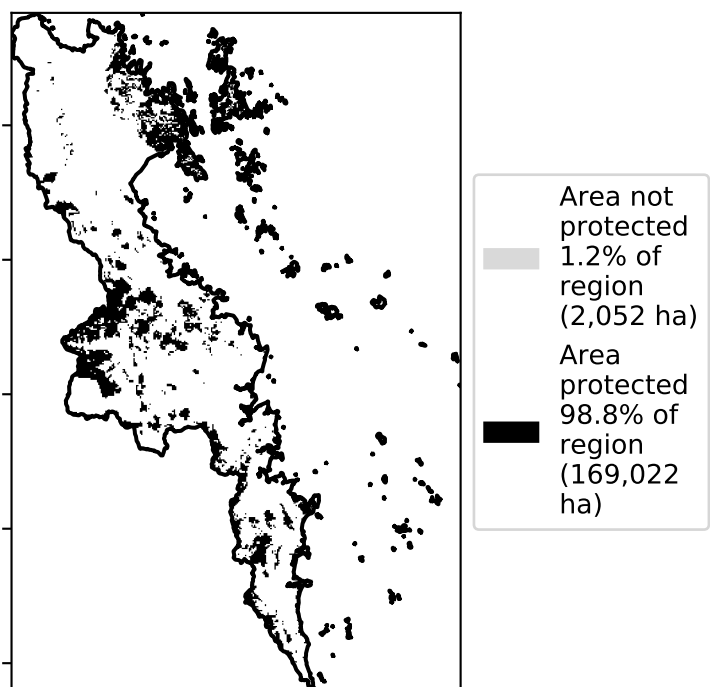 Area not
protected
1.2% of
region
(2,052 ha)
Area
protected
98.8% of
region
(169,022
ha)